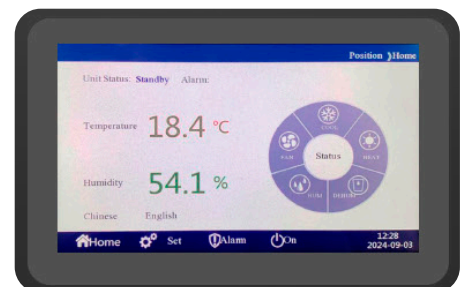 Position ❯Home
Unit Status: Standby Alarm:
Temperature 18.4 ℃
COOL
FAN
Status
HEAT
Humidity 54.1 %
HUMI
DEHUMI
Chinese English
Home Set Alarm On
12:28
2024-09-03